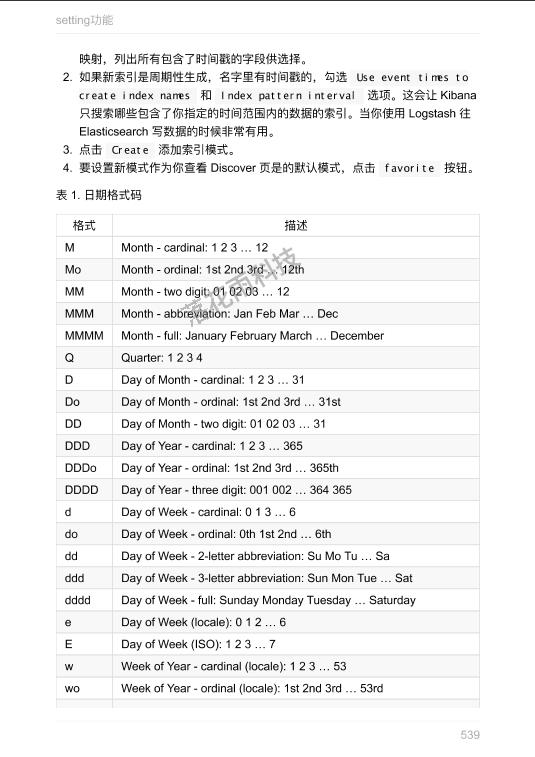 setting功能
映射，列出所有包含了时间戳的字段供选择。
2. 如果新索引是周期性生成，名字里有时间戳的，勾选 Use event times to
create index names 和 Index pattern interval 选项。这会让 Kibana
只搜索哪些包含了你指定的时间范围内的数据的索引。当你使用 Logstash 往
Elasticsearch 写数据的时候非常有用。
3. 点击 Create 添加索引模式。
4. 要设置新模式作为你查看 Discover 页是的默认模式，点击 favorite 按钮。
表 1. 日期格式码
格式 描述
M Month - cardinal: 1 2 3 … 12
Mo Month - ordinal: 1st 2nd 3rd … 12th
MM Month - two digit: 01 02 03 … 12
MMM Month - abbreviation: Jan Feb Mar … Dec
MMMM Month - full: January February March … December
Q Quarter: 1 2 3 4
D Day of Month - cardinal: 1 2 3 … 31
Do Day of Month - ordinal: 1st 2nd 3rd … 31st
DD Day of Month - two digit: 01 02 03 … 31
DDD Day of Year - cardinal: 1 2 3 … 365
DDDo Day of Year - ordinal: 1st 2nd 3rd … 365th
DDDD Day of Year - three digit: 001 002 … 364 365
d Day of Week - cardinal: 0 1 3 … 6
do Day of Week - ordinal: 0th 1st 2nd … 6th
dd Day of Week - 2-letter abbreviation: Su Mo Tu … Sa
ddd Day of Week - 3-letter abbreviation: Sun Mon Tue … Sat
dddd Day of Week - full: Sunday Monday Tuesday … Saturday
e Day of Week (locale): 0 1 2 … 6
E Day of Week (ISO): 1 2 3 … 7
w Week of Year - cardinal (locale): 1 2 3 … 53
wo Week of Year - ordinal (locale): 1st 2nd 3rd … 53rd
落花雨科技
539